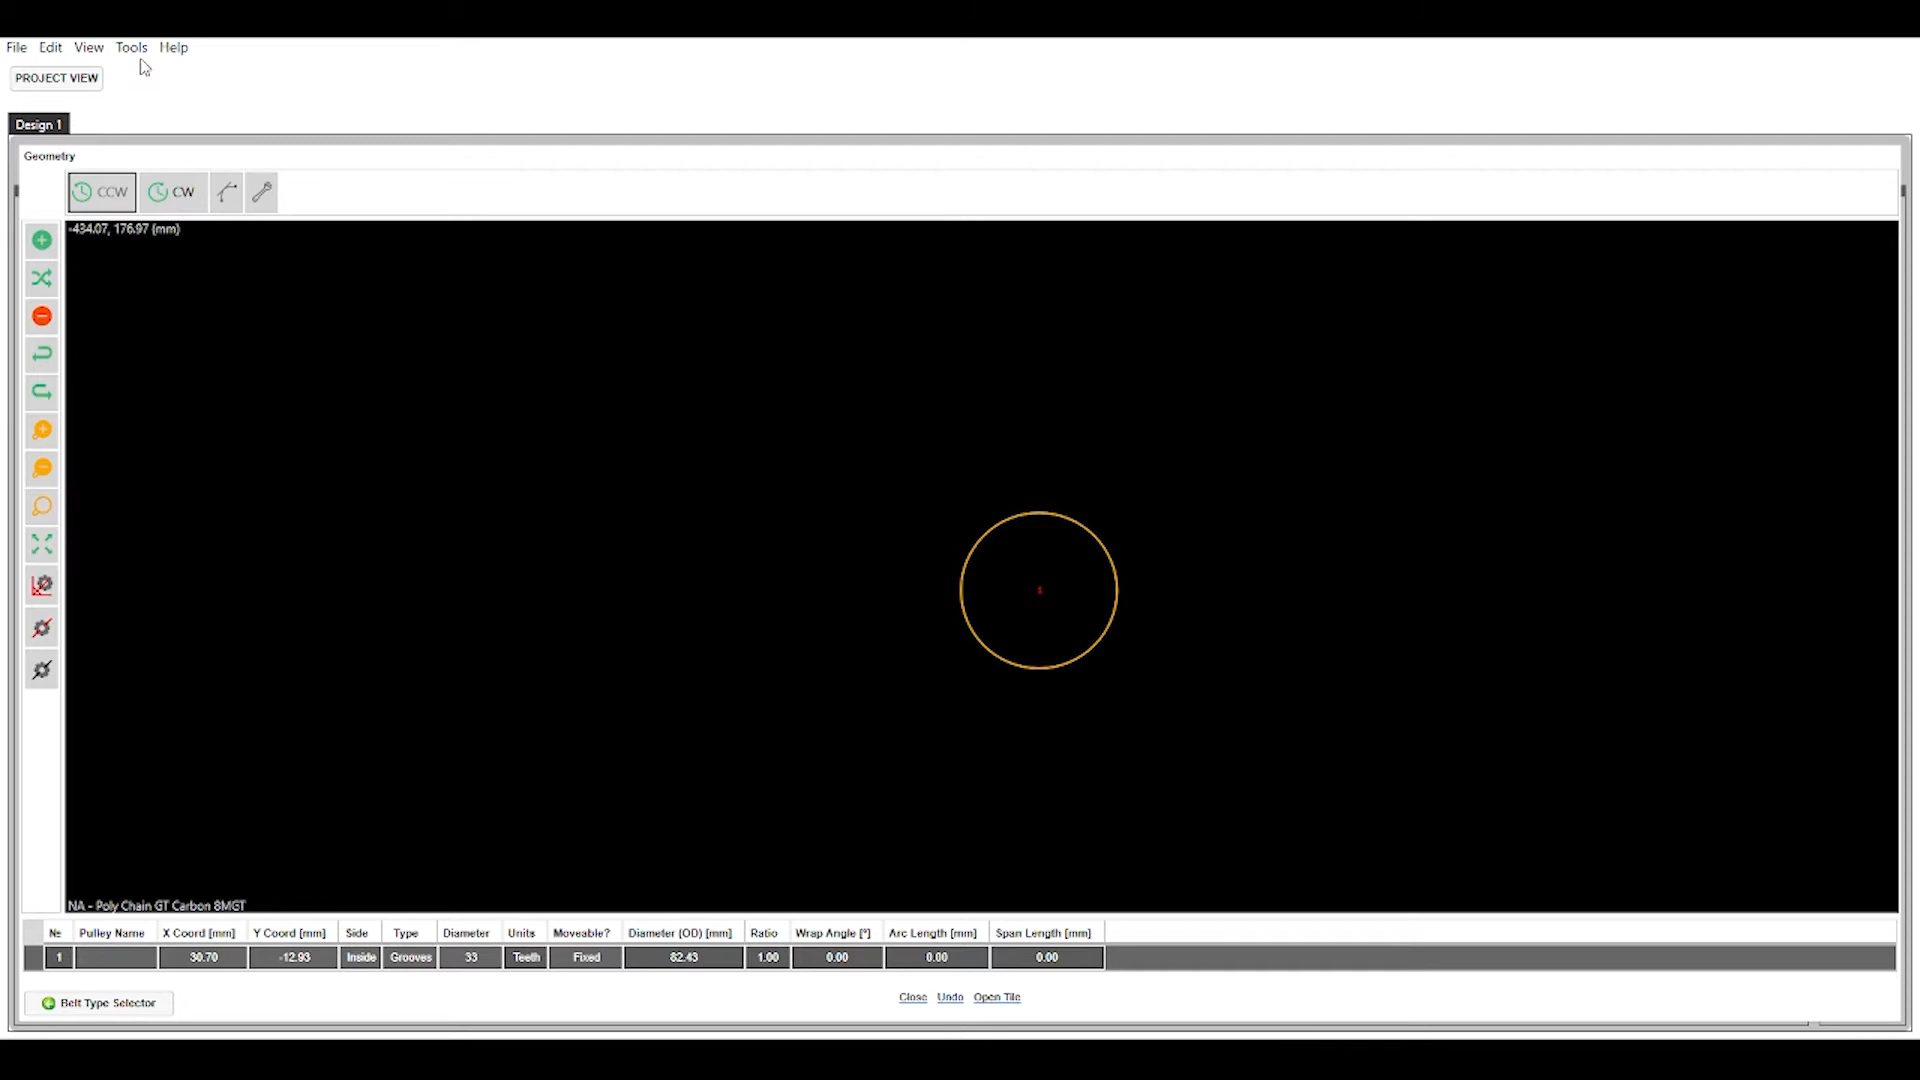 File Edit View Tools Help
PROJECT VIEW
Design 1
Geometry
CCW CW
-434.07, 176.97 (mm)
1
NA - Poly Chain GT Carbon 8MGT
№ Pulley Name X Coord [mm] Y Coord [mm] Side Type Diameter Units Moveable? Diameter (OD) [mm] Ratio Wrap Angle [°] Arc Length [mm] Span Length [mm]
1 30.70 -12.93 Inside Grooves 33 Teeth Fixed 82.43 1.00 0.00 0.00 0.00
Belt Type Selector
Close Undo Open Tile